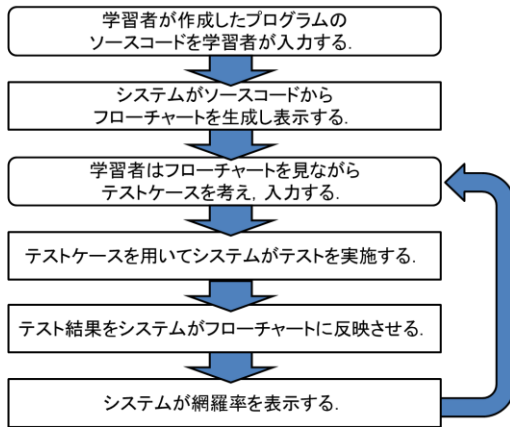 学習者が作成したプログラムの
ソースコードを学習者が入力する.
システムがソースコードから
フローチャートを生成し表示する.
学習者はフローチャートを見ながら
テストケースを考え, 入力する.
テストケースを用いてシステムがテストを実施する.
テスト結果をシステムがフローチャートに反映させる.
システムが網羅率を表示する.